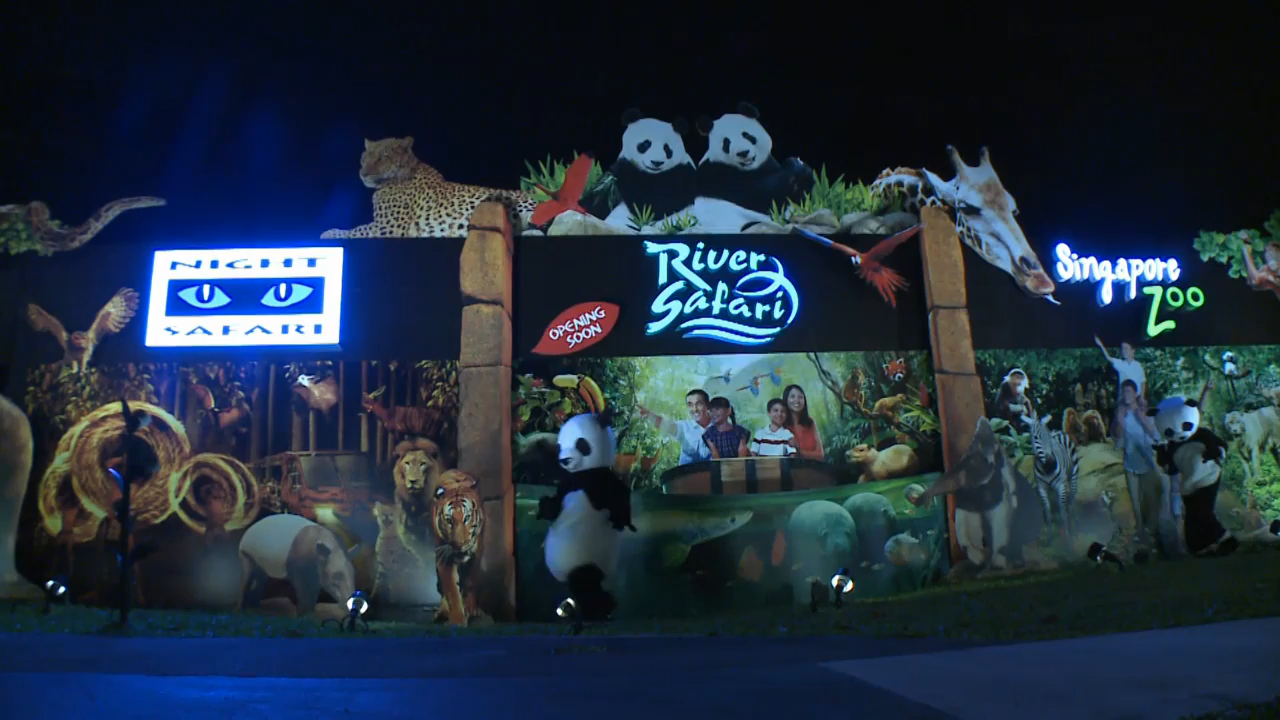 NIGHT
SAFARI
OPENING
SOON
River
Safari
Singapore
Zoo